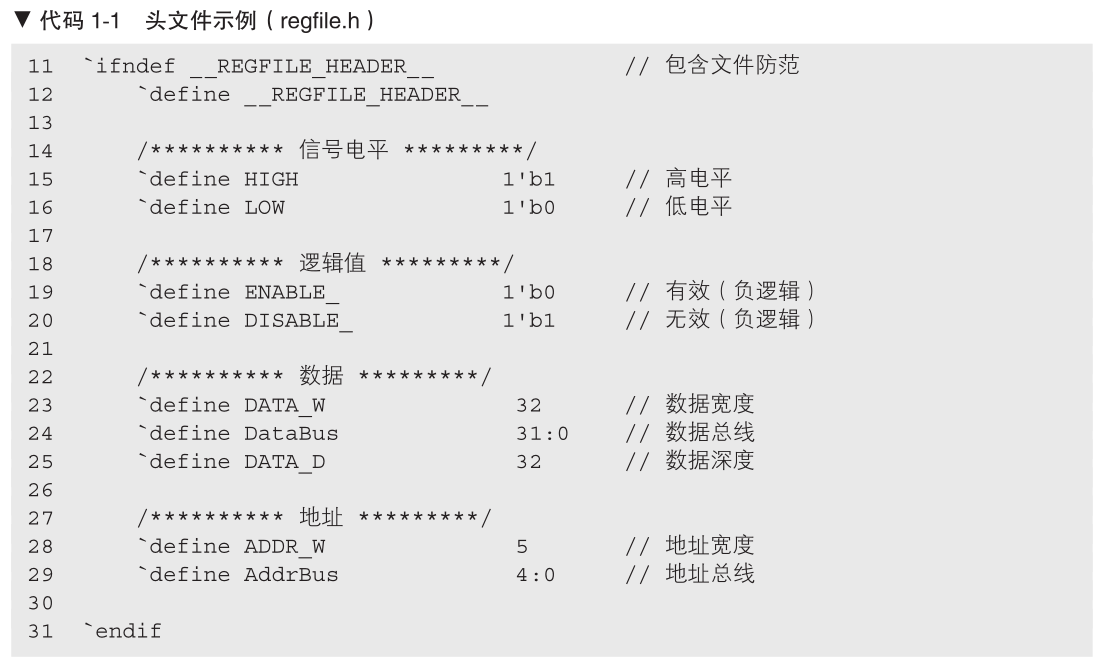 ▼ 代码 1-1　头文件示例（regfile.h）
11  `ifndef __REGFILE_HEADER__              // 包含文件防范
12      `define __REGFILE_HEADER__
13
14      /********** 信号电平 *********/
15      `define HIGH               1'b1     // 高电平
16      `define LOW                1'b0     // 低电平
17
18      /********** 逻辑值 *********/
19      `define ENABLE_            1'b0     // 有效（负逻辑）
20      `define DISABLE_           1'b1     // 无效（负逻辑）
21
22      /********** 数据 *********/
23      `define DATA_W              32      // 数据宽度
24      `define DataBus             31:0    // 数据总线
25      `define DATA_D              32      // 数据深度
26
27      /********** 地址 *********/
28      `define ADDR_W              5       // 地址宽度
29      `define AddrBus             4:0     // 地址总线
30
31  `endif